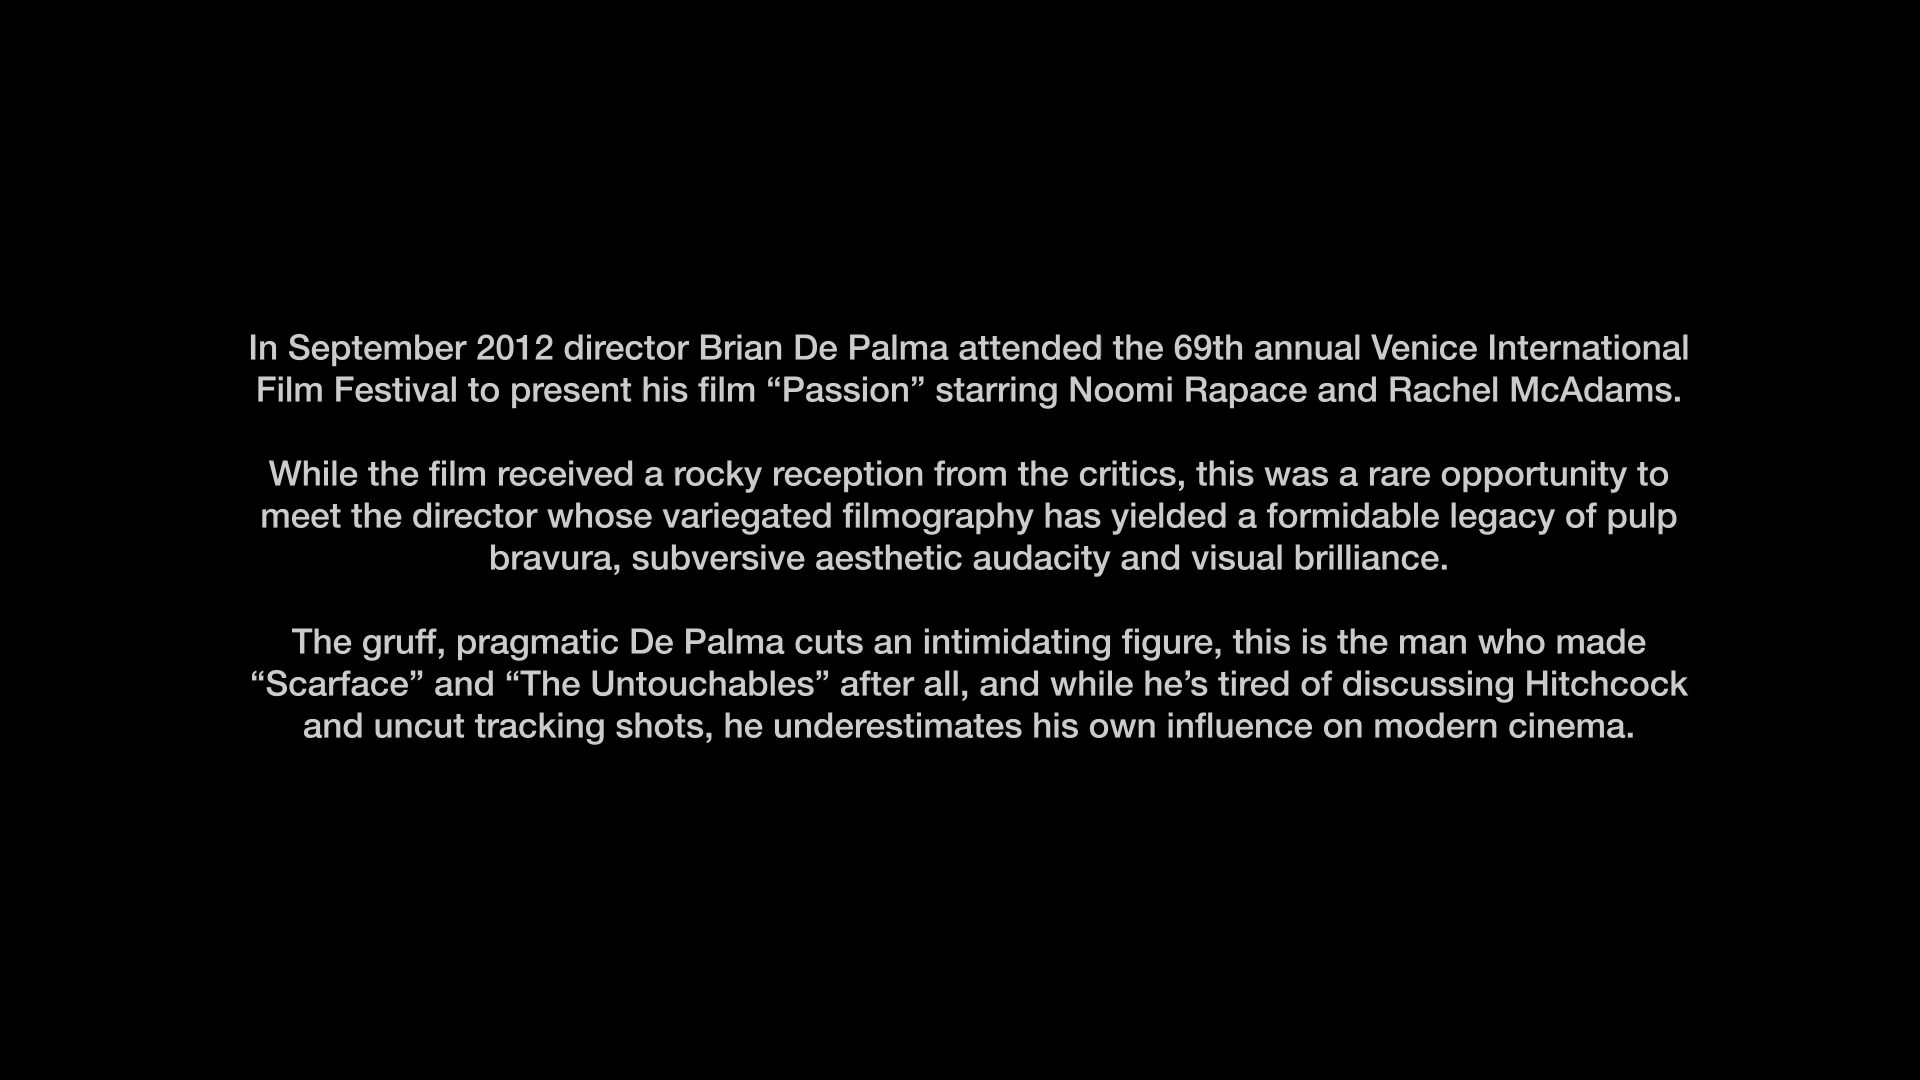 In September 2012 director Brian De Palma attended the 69th annual Venice International
Film Festival to present his film “Passion” starring Noomi Rapace and Rachel McAdams.
While the film received a rocky reception from the critics, this was a rare opportunity to
meet the director whose variegated filmography has yielded a formidable legacy of pulp
bravura, subversive aesthetic audacity and visual brilliance.
The gruff, pragmatic De Palma cuts an intimidating figure, this is the man who made
“Scarface” and “The Untouchables” after all, and while he’s tired of discussing Hitchcock
and uncut tracking shots, he underestimates his own influence on modern cinema.